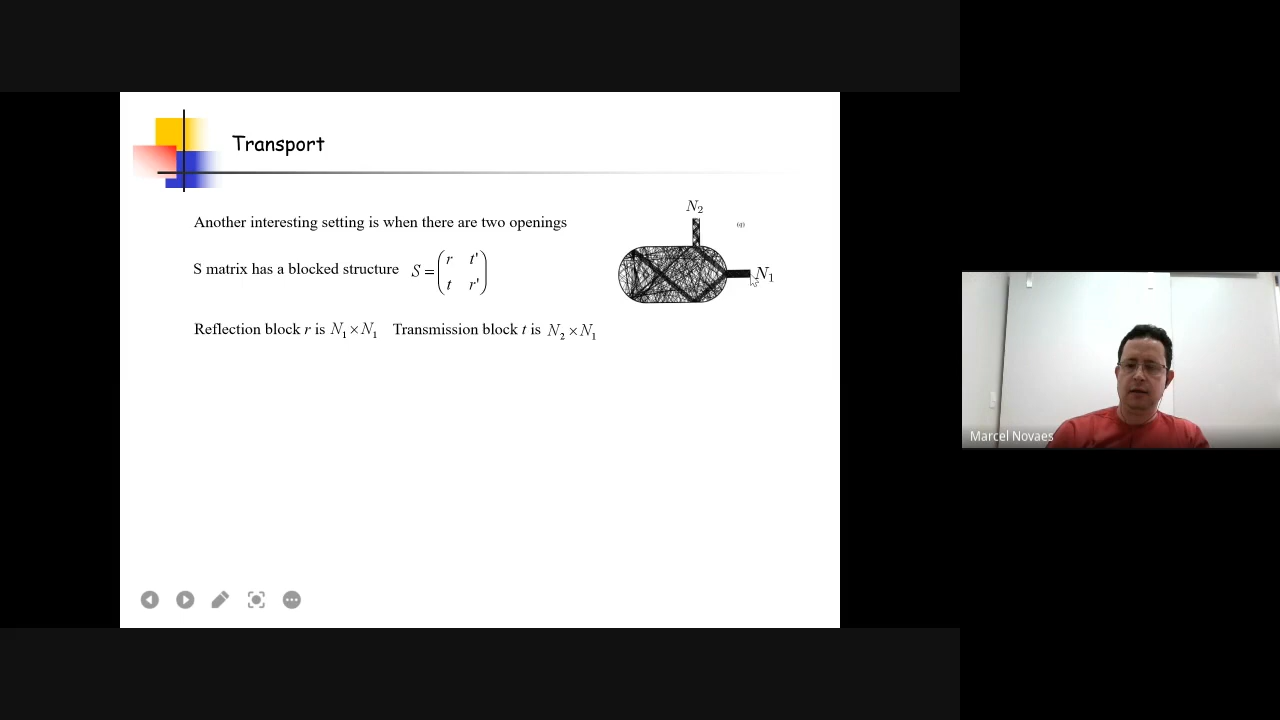 Transport
Another interesting setting is when there are two openings
N₂
S matrix has a blocked structure S = ( r t' t r' )
N₁
Reflection block r is N₁ × N₁ Transmission block t is N₂ × N₁
Marcel Novaes